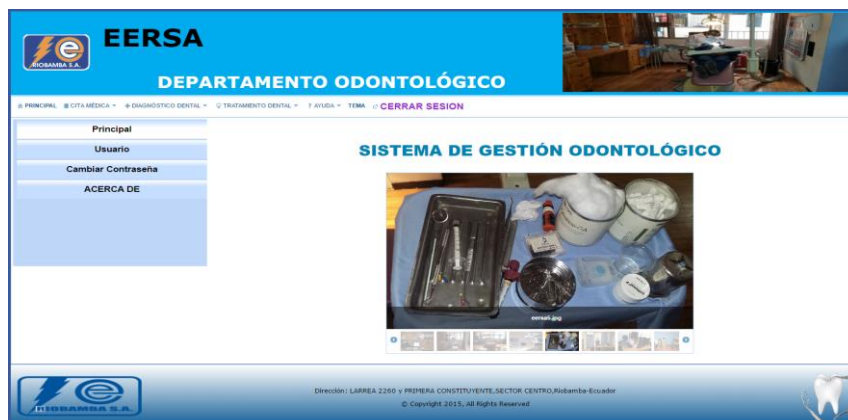 EERSA
RIOBAMBA S.A.
DEPARTAMENTO ODONTOLÓGICO
PRINCIPAL CITA MÉDICA DIAGNÓSTICO DENTAL TRATAMIENTO DENTAL ? AYUDA TEMA CERRAR SESION
Principal
Usuario
Cambiar Contraseña
ACERCA DE
SISTEMA DE GESTIÓN ODONTOLÓGICO
eersa5.jpg
RIOBAMBA S.A.
Dirección: LARREA 2260 y PRIMERA CONSTITUYENTE,SECTOR CENTRO,Riobamba-Ecuador
© Copyright 2015, All Rights Reserved